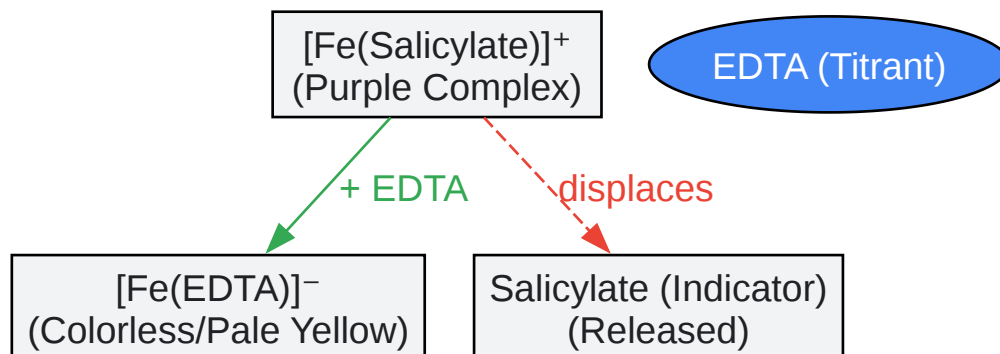 [Fe(Salicylate)]⁺
(Purple Complex)
EDTA (Titrant)
+ EDTA
displaces
[Fe(EDTA)]⁻
(Colorless/Pale Yellow)
Salicylate (Indicator)
(Released)